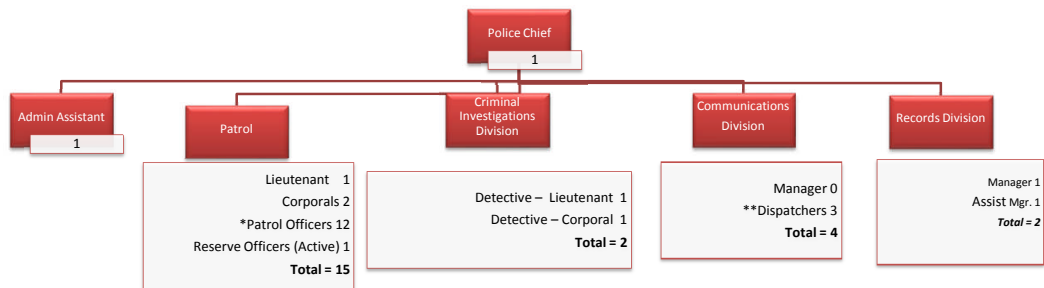 Police Chief
1
Admin Assistant
1
Patrol
Lieutenant 1
Corporals 2
*Patrol Officers 12
Reserve Officers (Active) 1
Total = 15
Criminal
Investigations
Division
Detective – Lieutenant 1
Detective – Corporal 1
Total = 2
Communications
Division
Manager 0
**Dispatchers 3
Total = 4
Records Division
Manager 1
Assist Mgr. 1
Total = 2